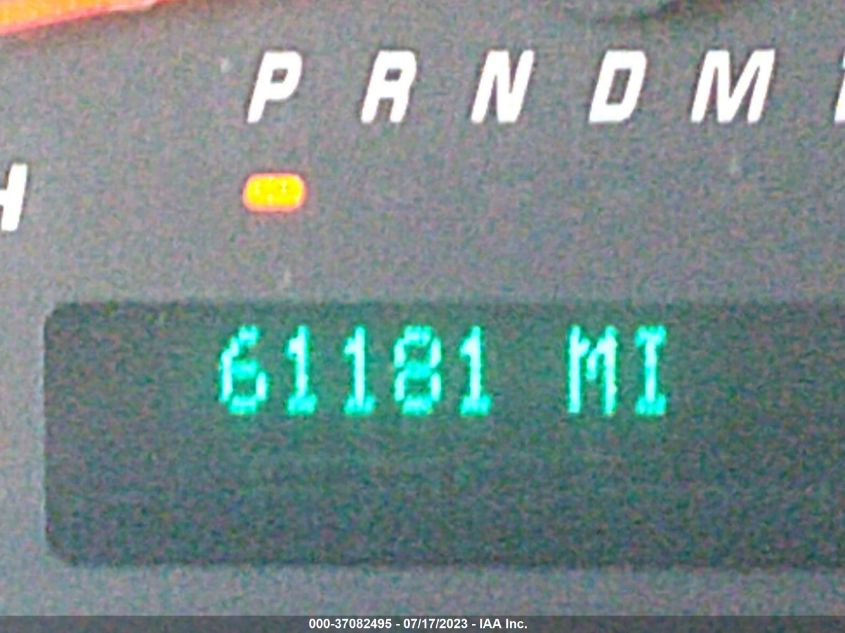 P R N D M
H
61181 MI
000-37082495 - 07/17/2023 - IAA Inc.